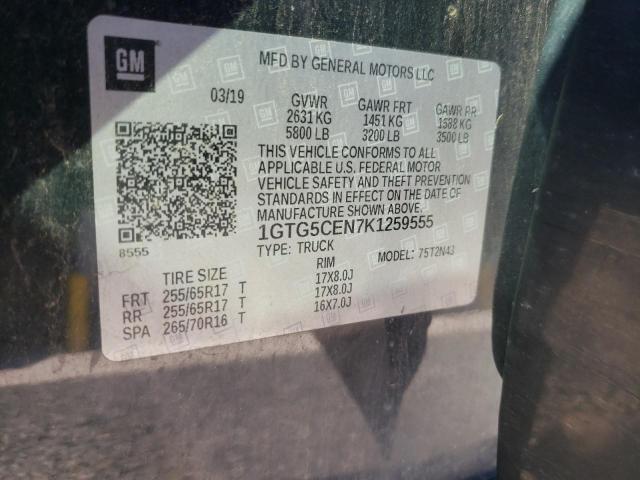 GM
MFD BY GENERAL MOTORS LLC
03/19 GVWR GAWR FRT GAWR RR
2631 KG 1451 KG 1588 KG
5800 LB 3200 LB 3500 LB
THIS VEHICLE CONFORMS TO ALL
APPLICABLE U.S. FEDERAL MOTOR
VEHICLE SAFETY AND THEFT PREVENTION
STANDARDS IN EFFECT ON THE DATE OF
MANUFACTURE SHOWN ABOVE.
8555 1GTG5CEN7K1259555
TYPE: TRUCK MODEL: 75T2N43
TIRE SIZE RIM
FRT 255/65R17 T 17X8.0J
RR 255/65R17 T 17X8.0J
SPA 265/70R16 T 16X7.0J